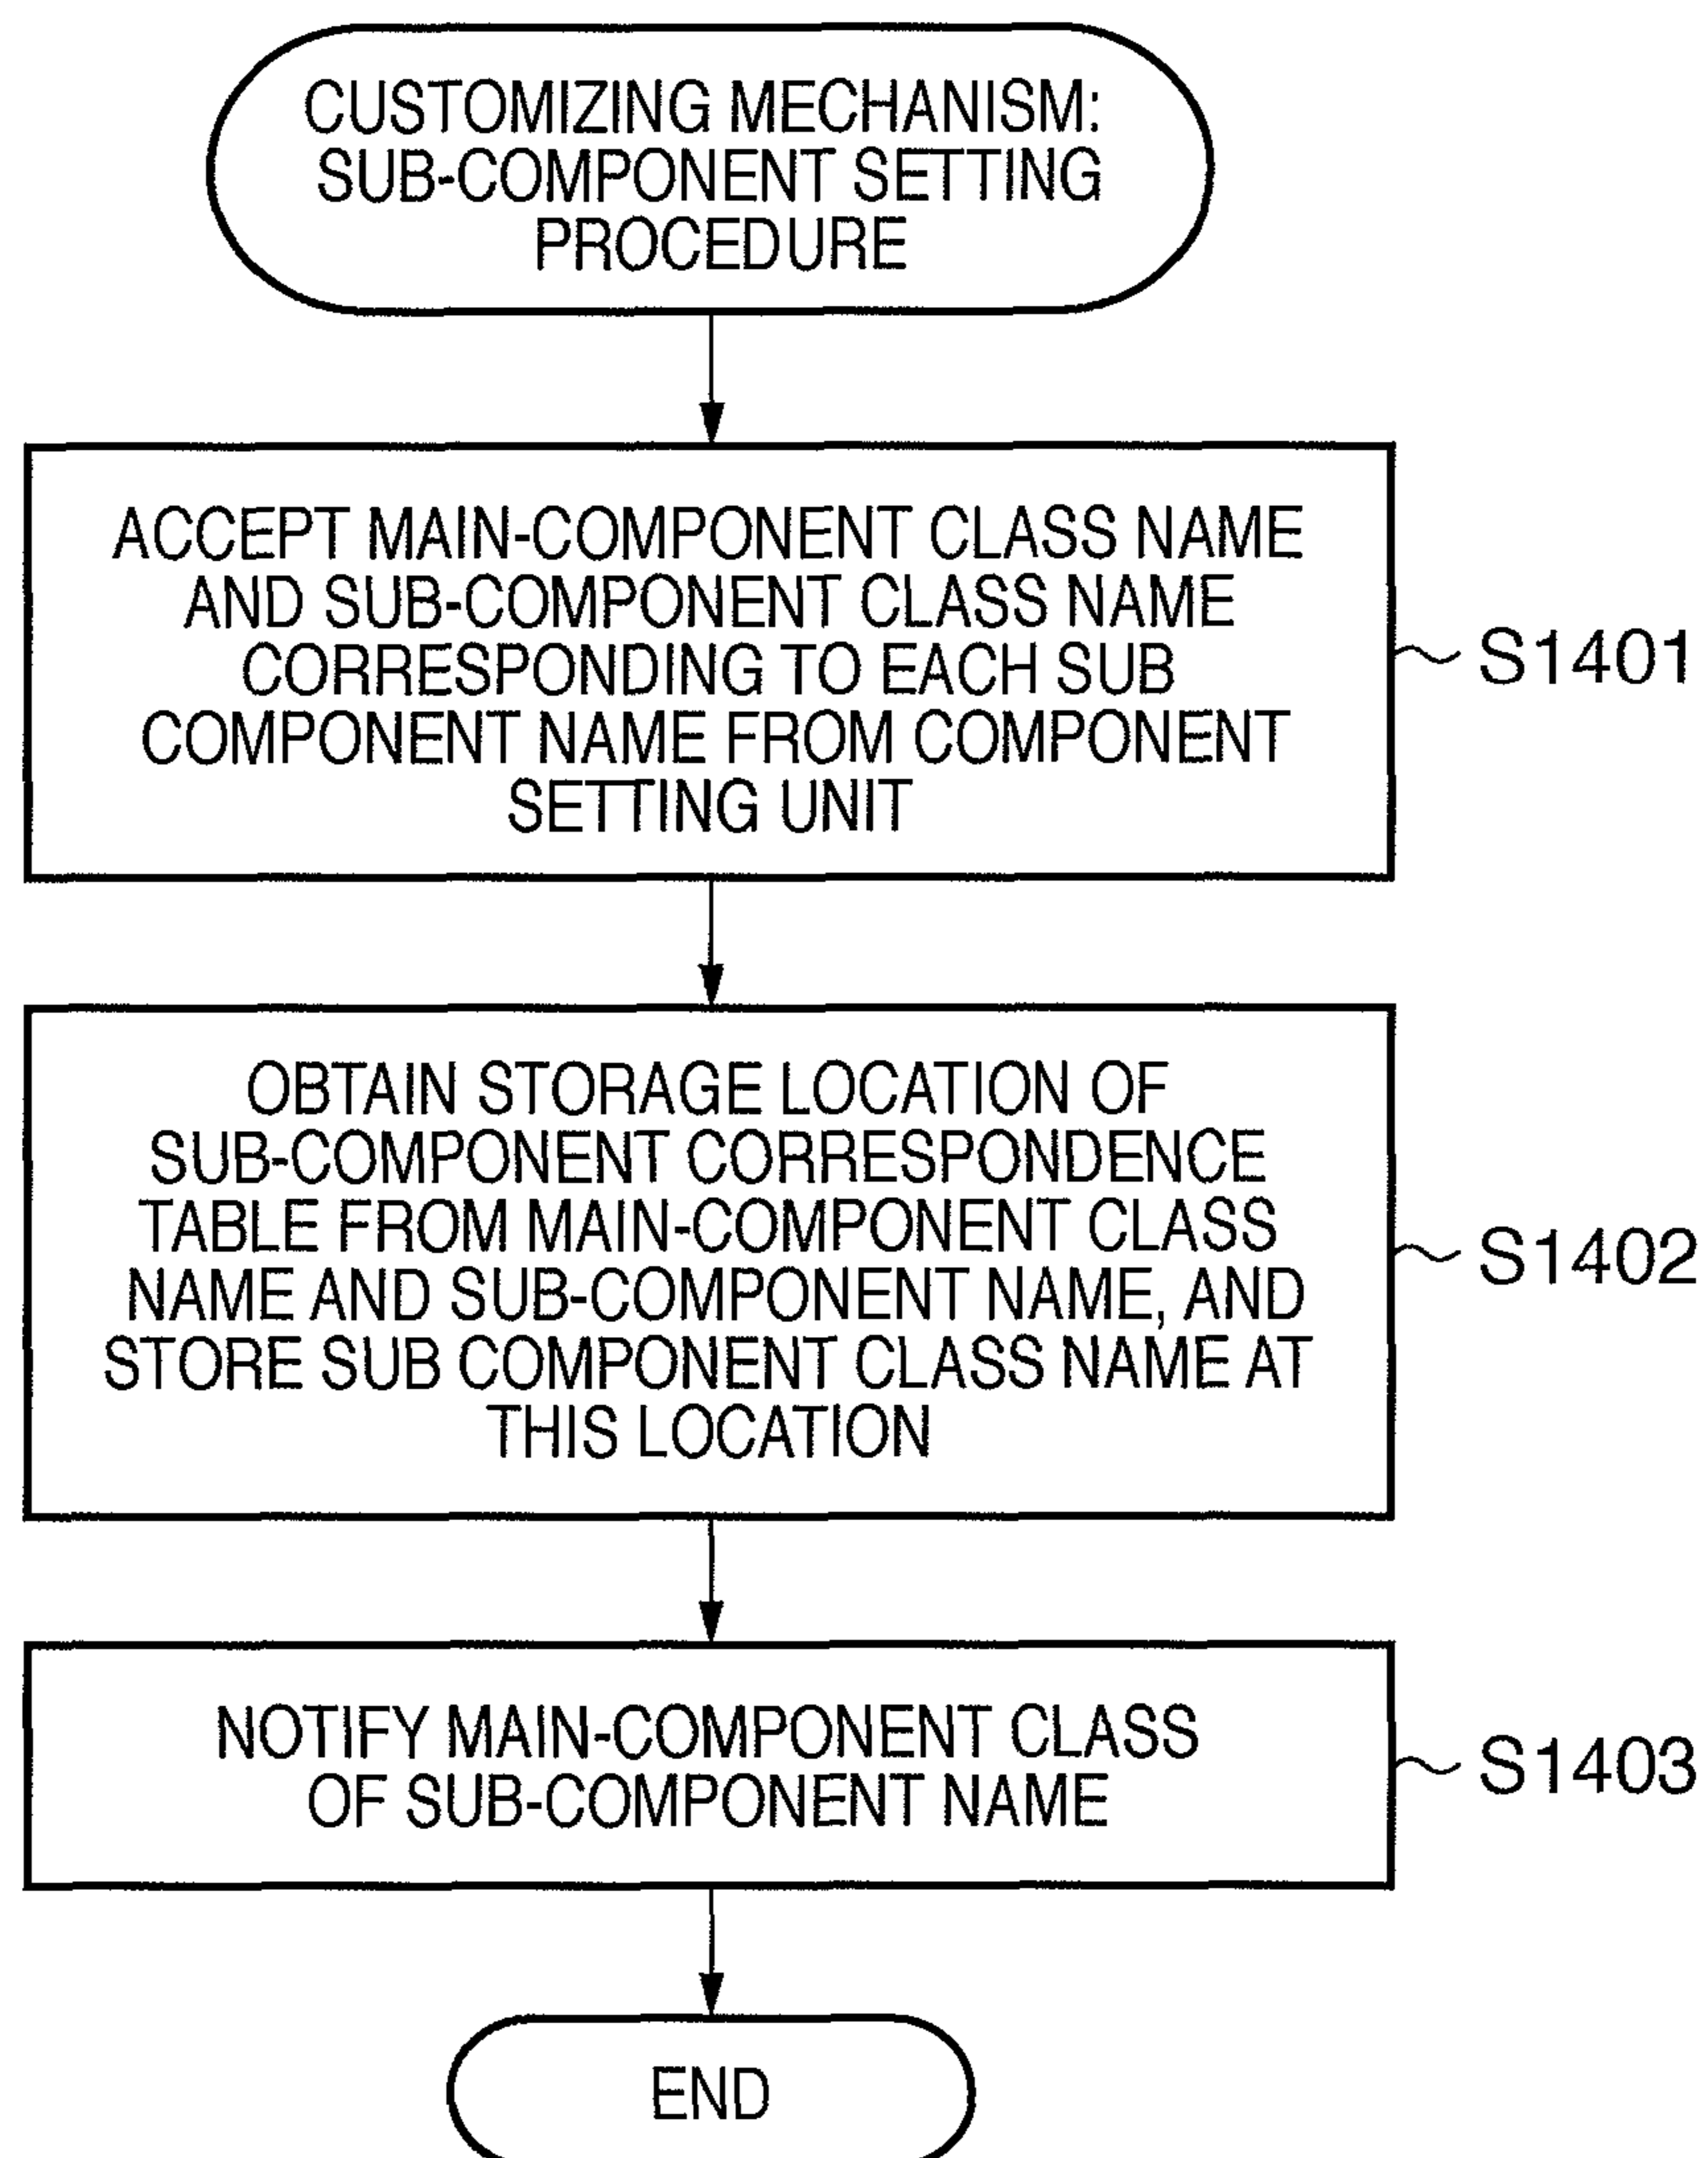 CUSTOMIZING MECHANISM:
SUB-COMPONENT SETTING
PROCEDURE
ACCEPT MAIN-COMPONENT CLASS NAME
AND SUB-COMPONENT CLASS NAME
CORRESPONDING TO EACH SUB
COMPONENT NAME FROM COMPONENT
SETTING UNIT
S1401
OBTAIN STORAGE LOCATION OF
SUB-COMPONENT CORRESPONDENCE
TABLE FROM MAIN-COMPONENT CLASS
NAME AND SUB-COMPONENT NAME, AND
STORE SUB COMPONENT CLASS NAME AT
THIS LOCATION
S1402
NOTIFY MAIN-COMPONENT CLASS
OF SUB-COMPONENT NAME
S1403
END